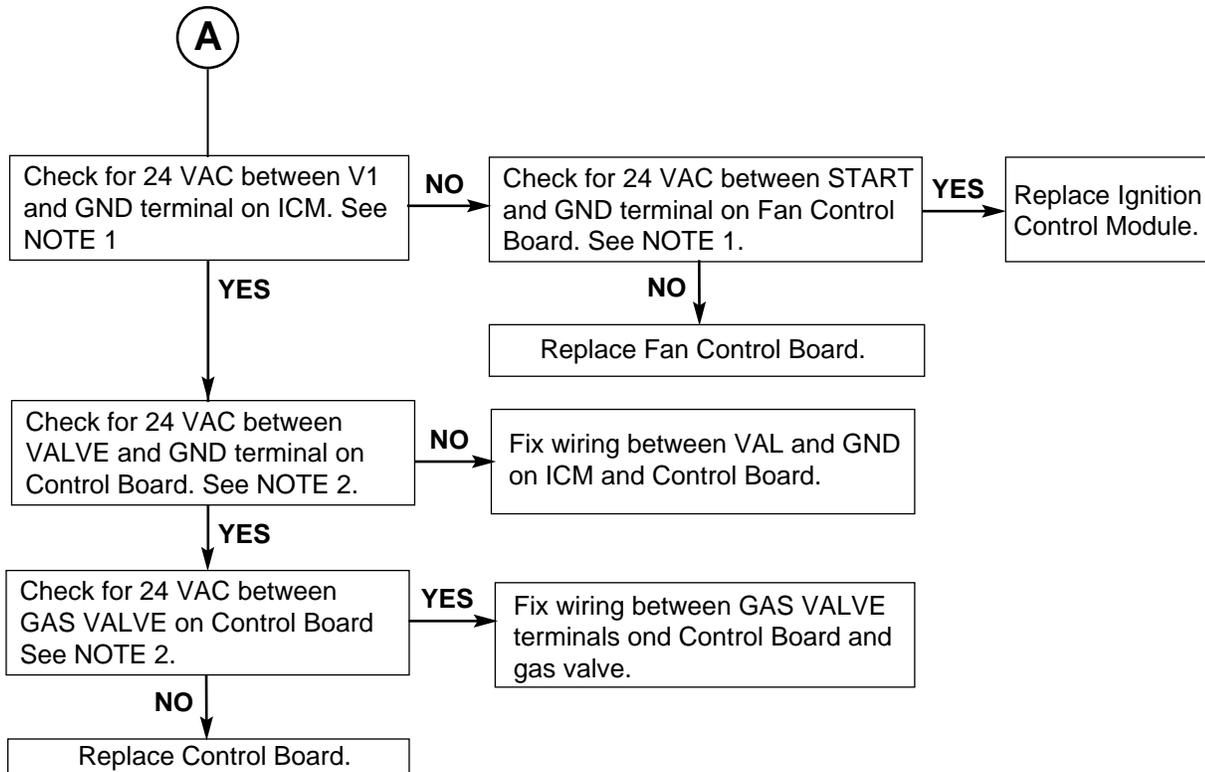 A
Check for 24 VAC between V1
and GND terminal on ICM. See
NOTE 1
NO
Check for 24 VAC between START
and GND terminal on Fan Control
Board. See NOTE 1.
YES
Replace Ignition
Control Module.
YES
NO
Replace Fan Control Board.
Check for 24 VAC between
VALVE and GND terminal on
Control Board. See NOTE 2.
NO
Fix wiring between VAL and GND
on ICM and Control Board.
YES
Check for 24 VAC between
GAS VALVE on Control Board
See NOTE 2.
YES
Fix wiring between GAS VALVE
terminals ond Control Board and
gas valve.
NO
Replace Control Board.